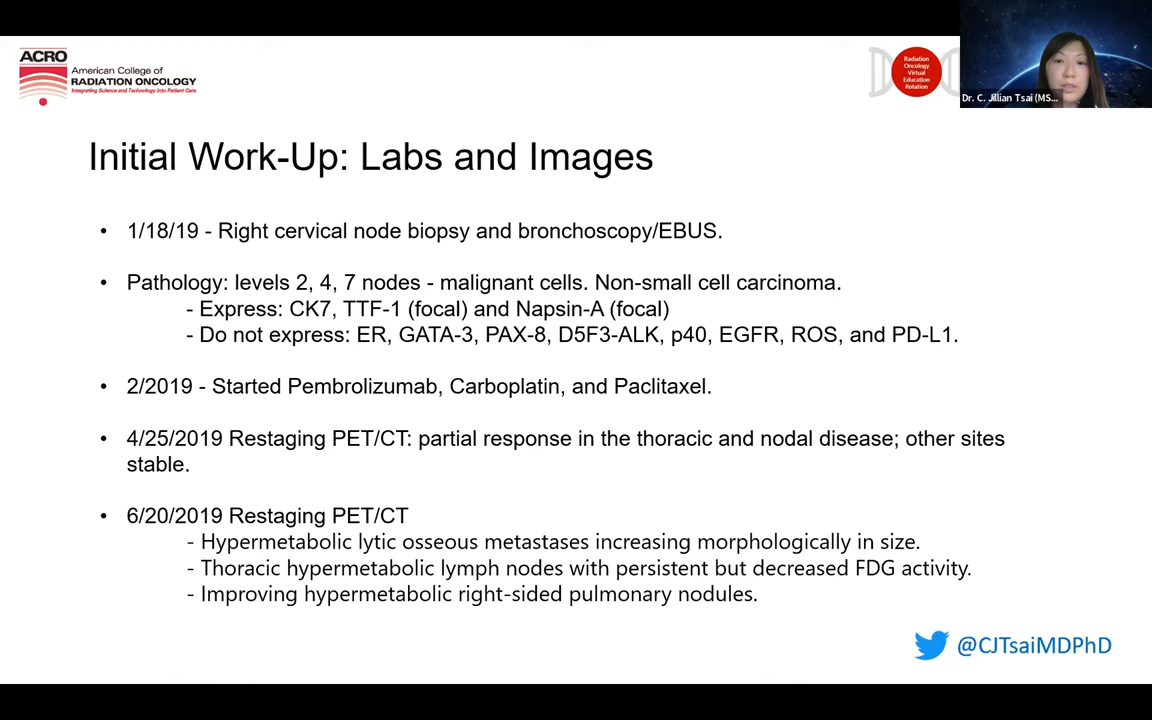 ACRO
American College of
RADIATION ONCOLOGY
Integrating Science and Technology into Patient Care
Radiation
Oncology
Virtual
Education
Rotation
Dr. C. Jillian Tsai (MS...
Initial Work-Up: Labs and Images
• 1/18/19 - Right cervical node biopsy and bronchoscopy/EBUS.
• Pathology: levels 2, 4, 7 nodes - malignant cells. Non-small cell carcinoma.
- Express: CK7, TTF-1 (focal) and Napsin-A (focal)
- Do not express: ER, GATA-3, PAX-8, D5F3-ALK, p40, EGFR, ROS, and PD-L1.
• 2/2019 - Started Pembrolizumab, Carboplatin, and Paclitaxel.
• 4/25/2019 Restaging PET/CT: partial response in the thoracic and nodal disease; other sites
stable.
• 6/20/2019 Restaging PET/CT
- Hypermetabolic lytic osseous metastases increasing morphologically in size.
- Thoracic hypermetabolic lymph nodes with persistent but decreased FDG activity.
- Improving hypermetabolic right-sided pulmonary nodules.
@CJTsaiMDPhD